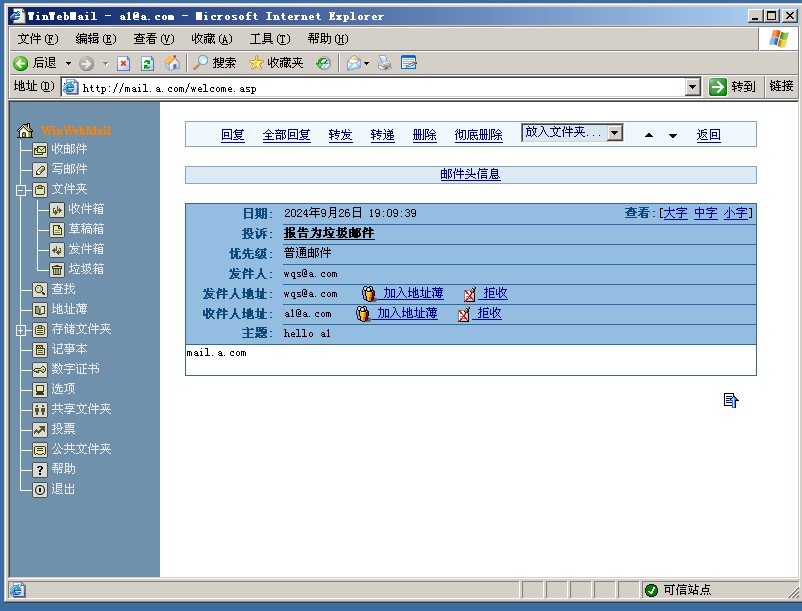 WinWebMail - a1@a.com - Microsoft Internet Explorer
文件(F) 编辑(E) 查看(V) 收藏(A) 工具(T) 帮助(H)
后退 搜索 收藏夹
地址(D) http://mail.a.com/welcome.asp 转到 链接
WinWebMail
收邮件
写邮件
文件夹
收件箱
草稿箱
发件箱
垃圾箱
查找
地址薄
存储文件夹
记事本
数字证书
选项
共享文件夹
投票
公共文件夹
帮助
退出
回复 全部回复 转发 转递 删除 彻底删除 放入文件夹... 返回
邮件头信息
日期: 2024年9月26日 19:09:39 查看:[大字 中字 小字]
投诉: 报告为垃圾邮件
优先级: 普通邮件
发件人: wqs@a.com
发件人地址: wqs@a.com 加入地址薄 拒收
收件人地址: a1@a.com 加入地址薄 拒收
主题: hello a1
mail.a.com
可信站点